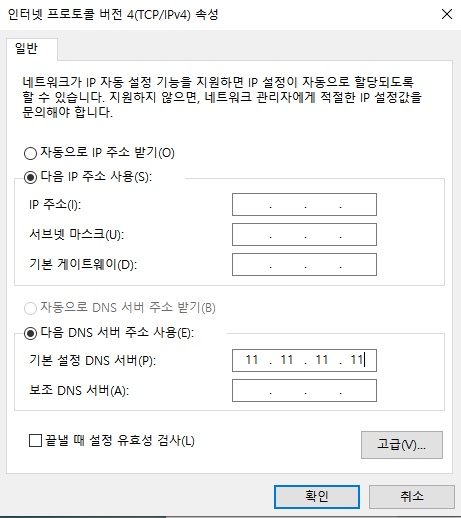 인터넷 프로토콜 버전 4(TCP/IPv4) 속성
일반
네트워크가 IP 자동 설정 기능을 지원하면 IP 설정이 자동으로 할당되도록
할 수 있습니다. 지원하지 않으면, 네트워크 관리자에게 적절한 IP 설정값을
문의해야 합니다.
자동으로 IP 주소 받기(O)
다음 IP 주소 사용(S):
IP 주소(I):
. . .
서브넷 마스크(U):
. . .
기본 게이트웨이(D):
. . .
자동으로 DNS 서버 주소 받기(B)
다음 DNS 서버 주소 사용(E):
기본 설정 DNS 서버(P):
11 . 11 . 11 . 11
보조 DNS 서버(A):
. . .
끝낼 때 설정 유효성 검사(L)
고급(V)...
확인
취소